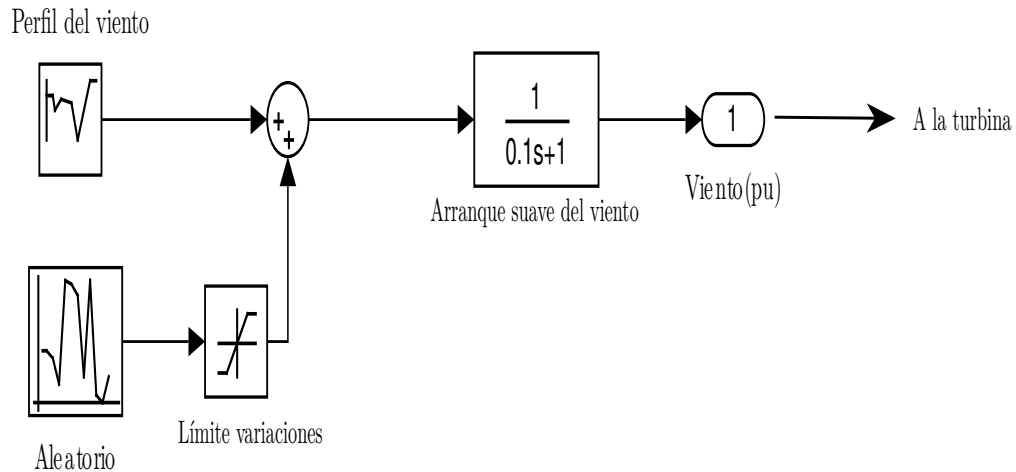 Perfil del viento
+
+
1
0.1s+1
1
A la turbina
Viento(pu)
Arranque suave del viento
Límite variaciones
Aleatorio